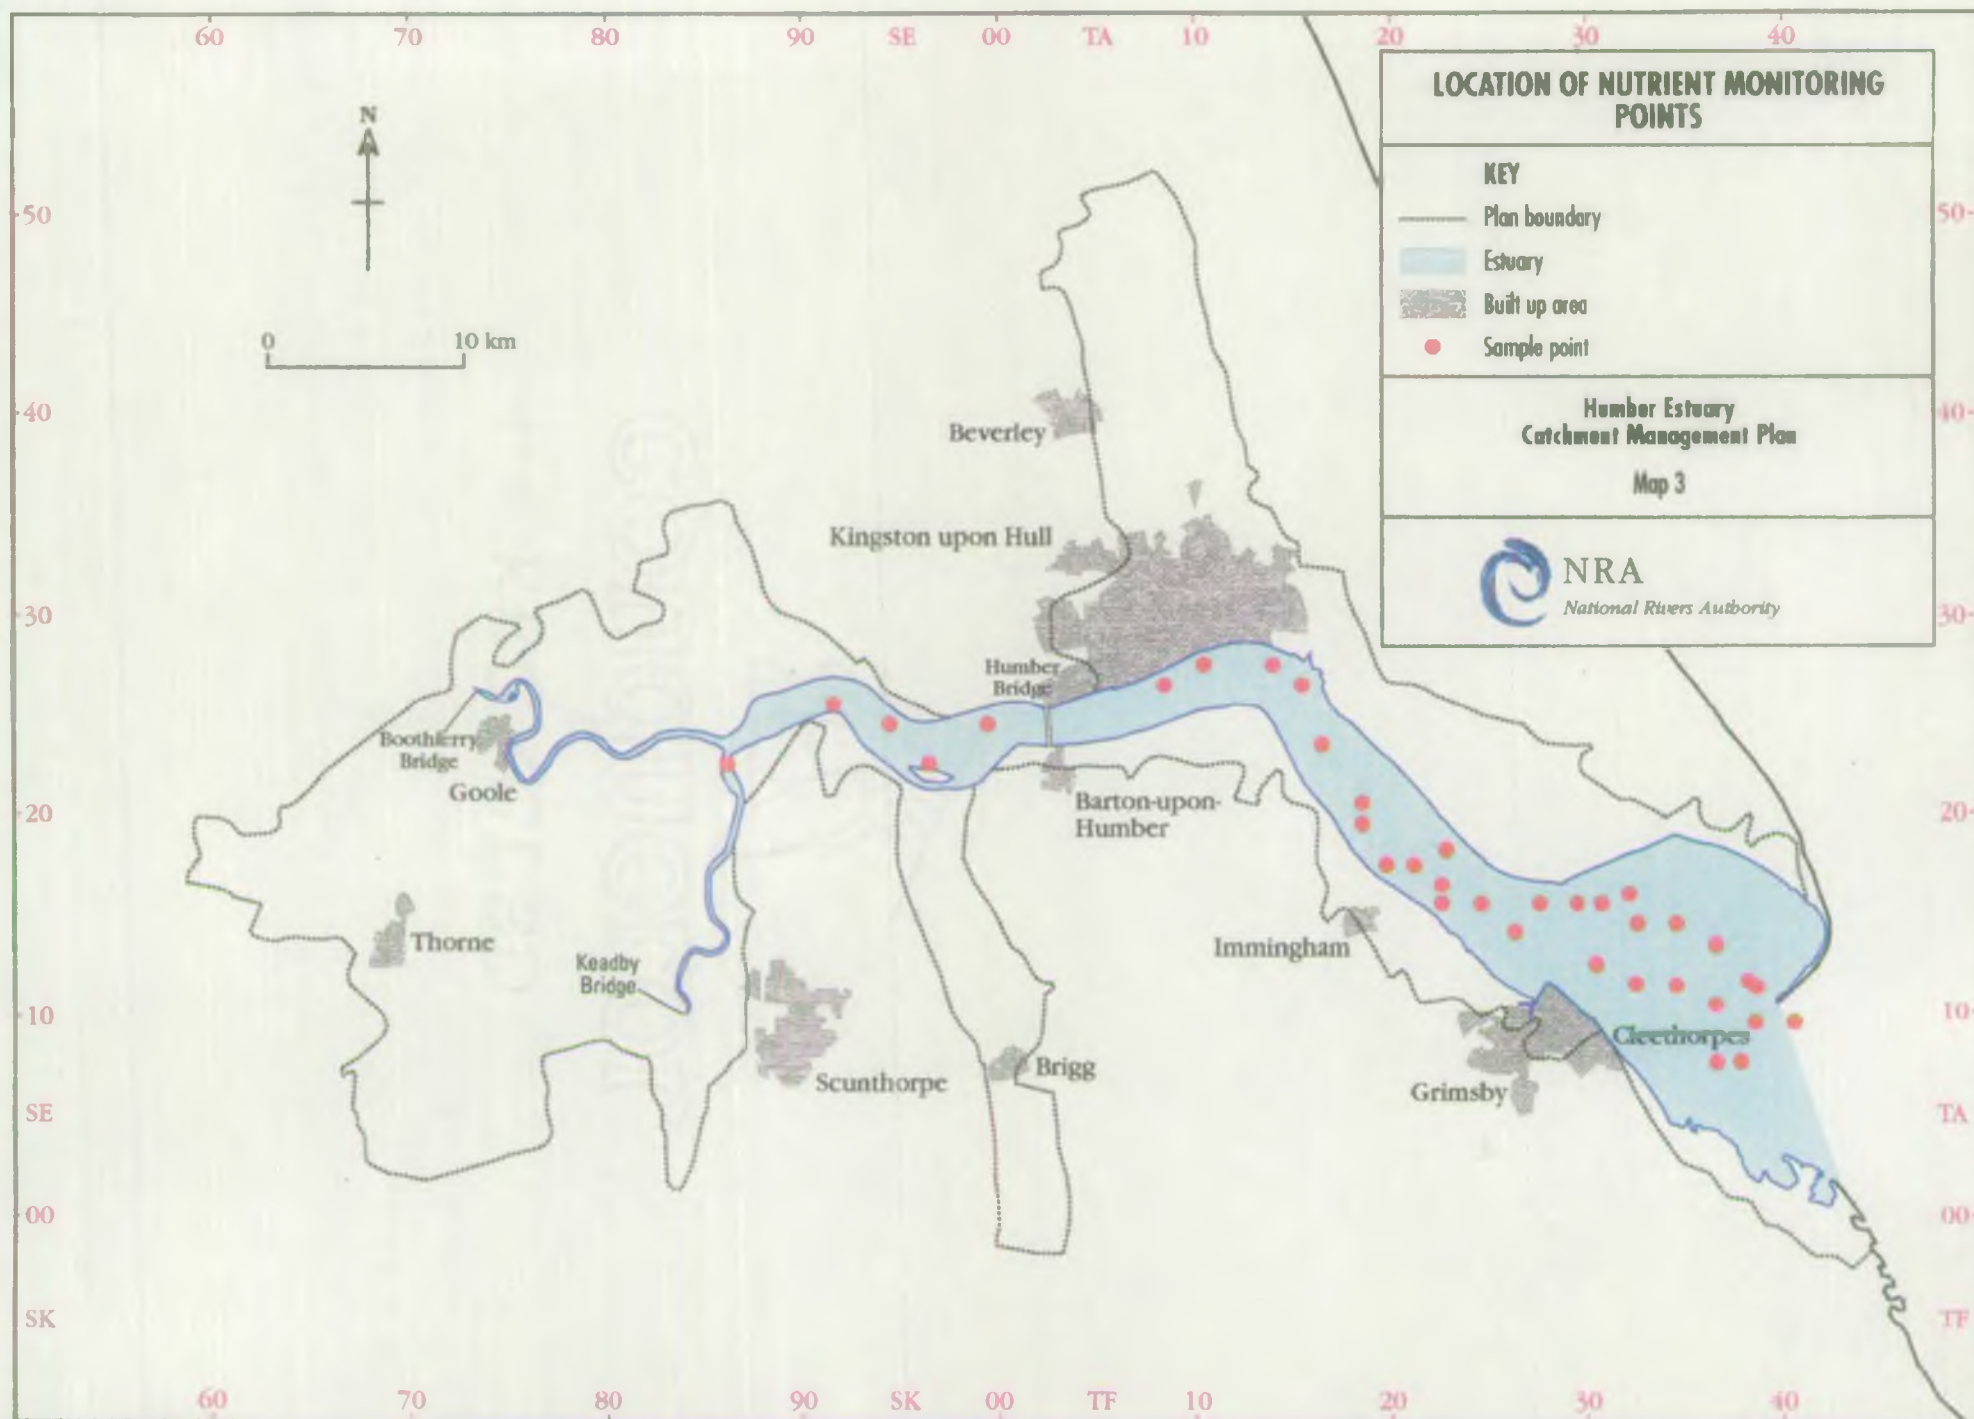 60 70 80 90 SE 00 TA 10 20 30 40
LOCATION OF NUTRIENT MONITORING
POINTS
KEY
Plan boundary
Estuary
Built up area
Sample point
Humber Estuary
Catchment Management Plan
Map 3
NRA
National Rivers Authority
N
0 10 km
50 50
40 40
Beverley
Kingston upon Hull
30 30
Humber
Bridge
Boothferry
Bridge
Goole
20 20
Barton-upon-
Humber
Thorne
Keadby
Bridge
Immingham
10 10
Cleethorpes
Scunthorpe
Brigg
Grimsby
SE TA
00 00
SK TF
60 70 80 90 SK 00 TF 10 20 30 40